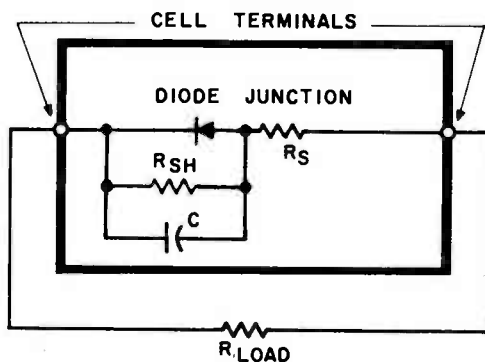 CELL TERMINALS
DIODE JUNCTION
RS
RSH
C
RLOAD